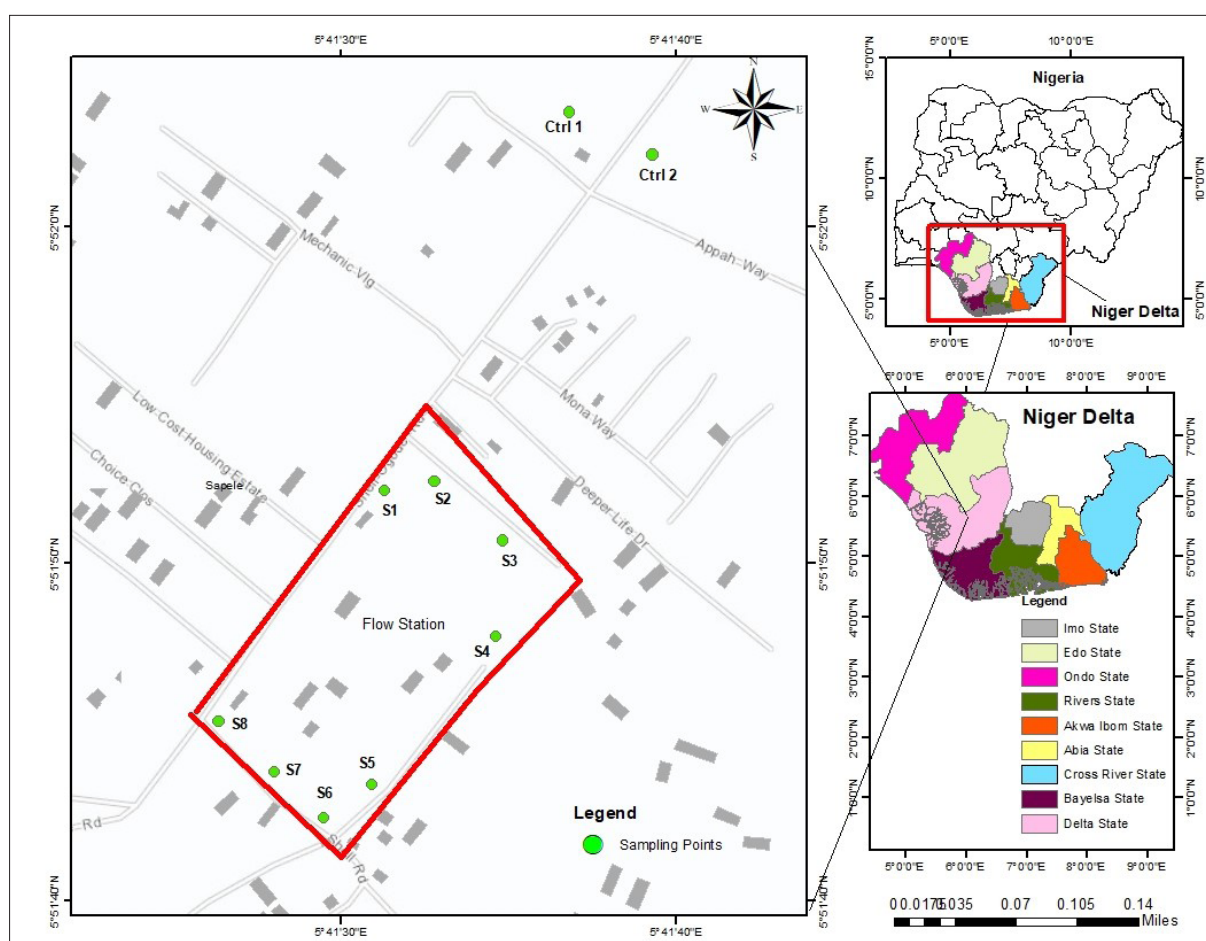 5°41'30"E
5°41'40"E
N
W
E
S
Ctrl 1
Ctrl 2
5°52'0"N
5°52'0"N
Mechanic Vlg
Appah Way
Low Cost Housing Estate
Mona Way
Choice Clos
Sapele
S1
S2
Deeper Life Dr
S3
5°51'50"N
5°51'50"N
Flow Station
S4
S8
S7
S5
S6
Rd
Shell Rd
Legend
Sampling Points
5°51'40"N
5°51'40"N
5°41'30"E
5°41'40"E
5°0'0"E
10°0'0"E
15°0'0"N
15°0'0"N
Nigeria
10°0'0"N
10°0'0"N
5°0'0"N
5°0'0"N
Niger Delta
5°0'0"E
10°0'0"E
5°0'0"E
6°0'0"E
7°0'0"E
8°0'0"E
9°0'0"E
Niger Delta
7°0'0"N
7°0'0"N
6°0'0"N
6°0'0"N
5°0'0"N
5°0'0"N
4°0'0"N
4°0'0"N
3°0'0"N
3°0'0"N
2°0'0"N
2°0'0"N
1°0'0"N
1°0'0"N
Legend
Imo State
Edo State
Ondo State
Rivers State
Akwa Ibom State
Abia State
Cross River State
Bayelsa State
Delta State
5°0'0"E
6°0'0"E
7°0'0"E
8°0'0"E
9°0'0"E
0 0.0175 0.035 0.07 0.105 0.14
Miles